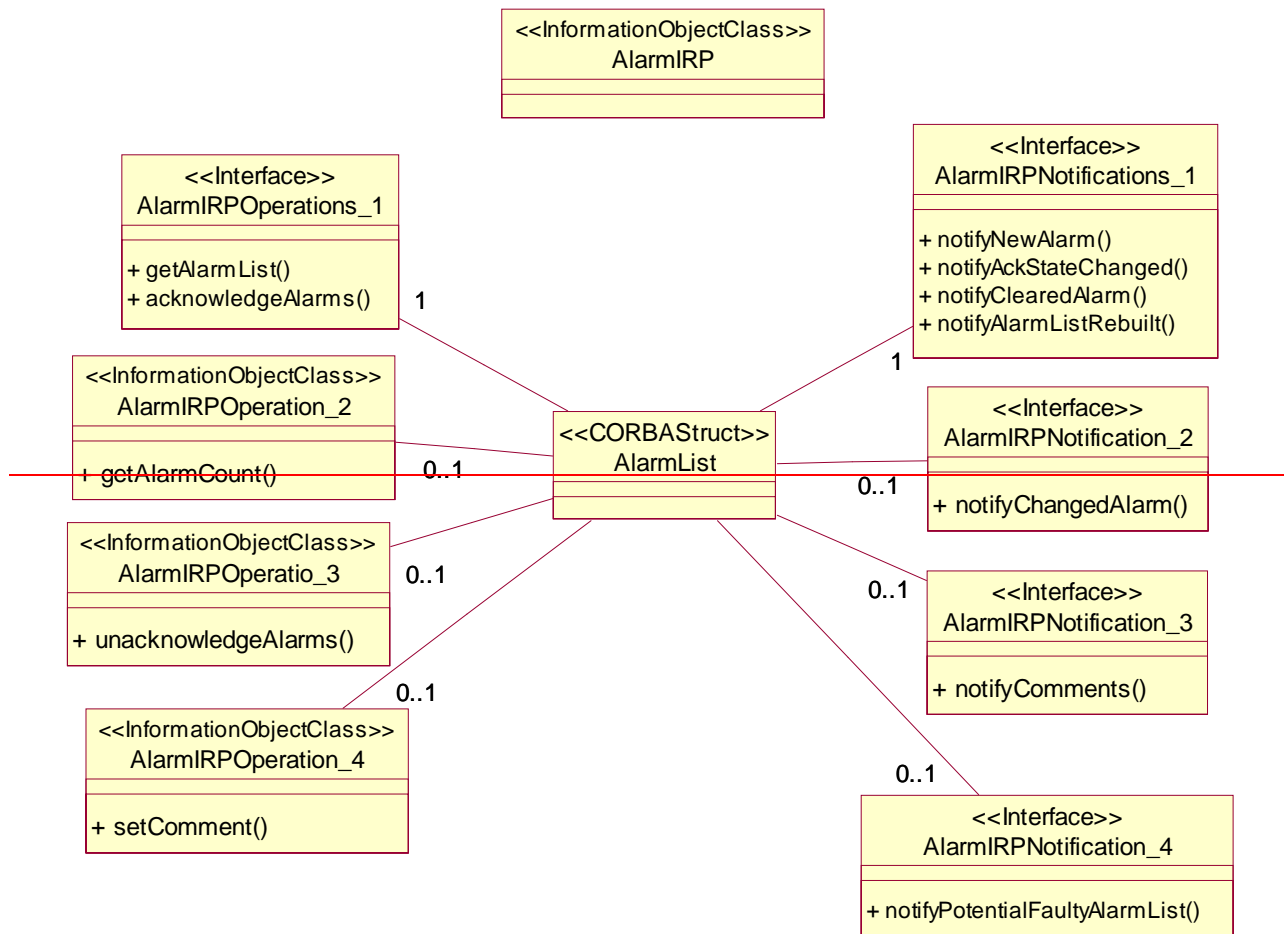 <<InformationObjectClass>>
AlarmIRP
<<Interface>>
AlarmIRPOperations_1
+ getAlarmList()
+ acknowledgeAlarms()
1
<<Interface>>
AlarmIRPNotifications_1
+ notifyNewAlarm()
+ notifyAckStateChanged()
+ notifyClearedAlarm()
+ notifyAlarmListRebuilt()
1
<<InformationObjectClass>>
AlarmIRPOperation_2
+ getAlarmCount()
0..1
<<CORBAStruct>>
AlarmList
<<Interface>>
AlarmIRPNotification_2
+ notifyChangedAlarm()
0..1
<<InformationObjectClass>>
AlarmIRPOperatio_3
+ unacknowledgeAlarms()
0..1
<<Interface>>
AlarmIRPNotification_3
+ notifyComments()
0..1
<<InformationObjectClass>>
AlarmIRPOperation_4
+ setComment()
0..1
<<Interface>>
AlarmIRPNotification_4
+ notifyPotentialFaultyAlarmList()
0..1